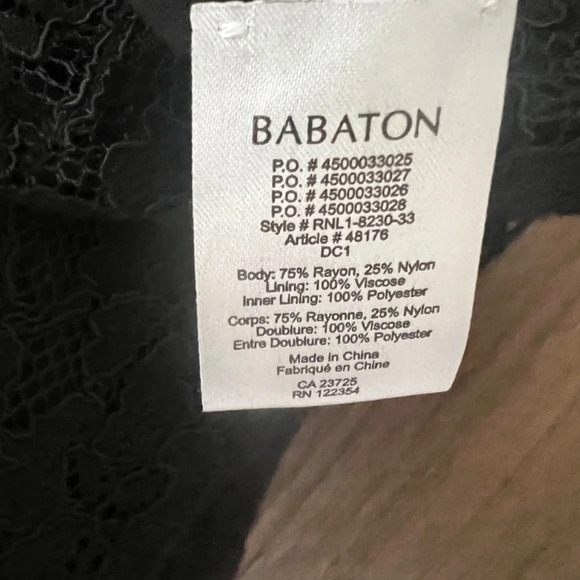 BABATON
P.O. # 4500033025
P.O. # 4500033027
P.O. # 4500033026
P.O. # 4500033028
Style # RNL1-8230-33
Article # 48176
DC1
Body: 75% Rayon, 25% Nylon
Lining: 100% Viscose
Inner Lining: 100% Polyester
Corps: 75% Rayonne, 25% Nylon
Doublure: 100% Viscose
Entre Doublure: 100% Polyester
Made in China
Fabriqué en Chine
CA 23725
RN 122354